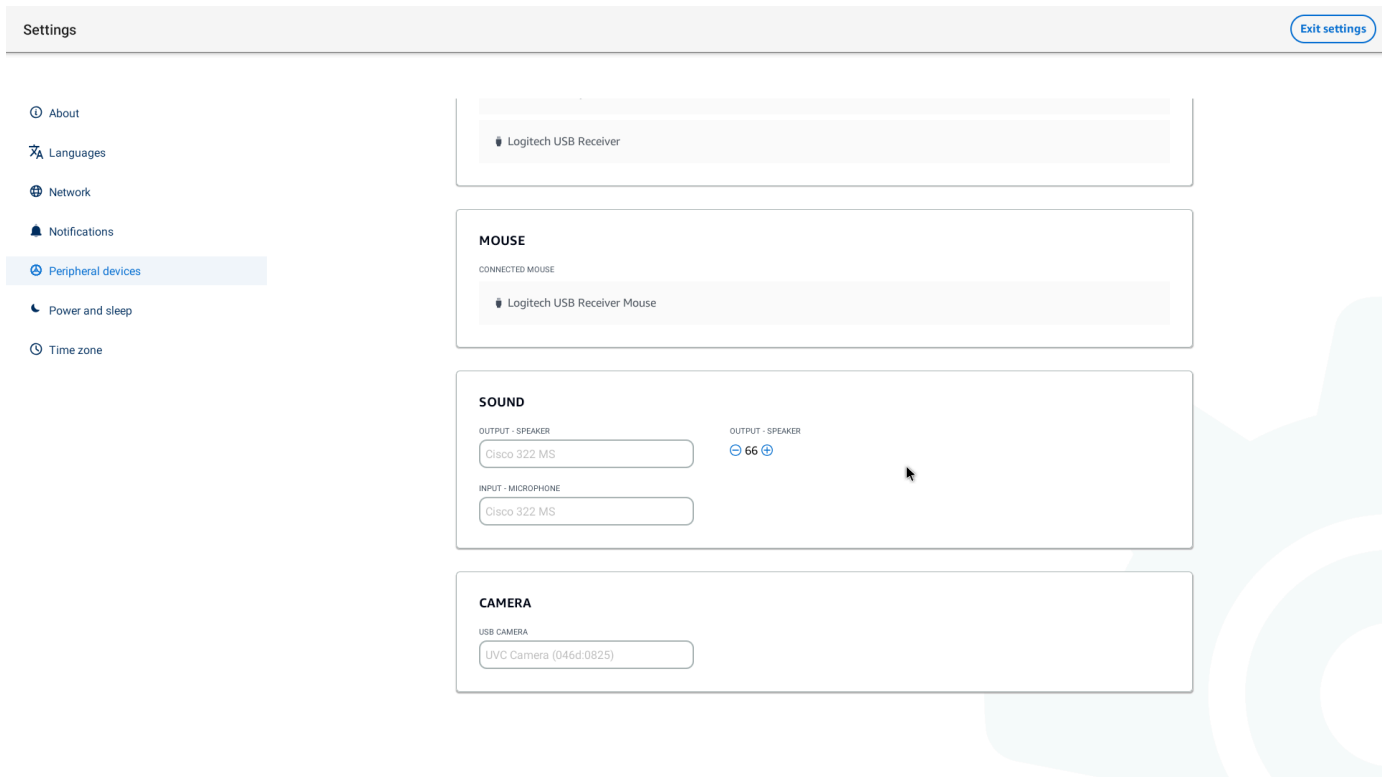 Settings
Exit settings
About
Languages
Network
Notifications
Peripheral devices
Power and sleep
Time zone
Logitech USB Receiver
MOUSE
CONNECTED MOUSE
Logitech USB Receiver Mouse
SOUND
OUTPUT - SPEAKER
OUTPUT - SPEAKER
Cisco 322 MS
66
INPUT - MICROPHONE
Cisco 322 MS
CAMERA
USB CAMERA
UVC Camera (046d:0825)